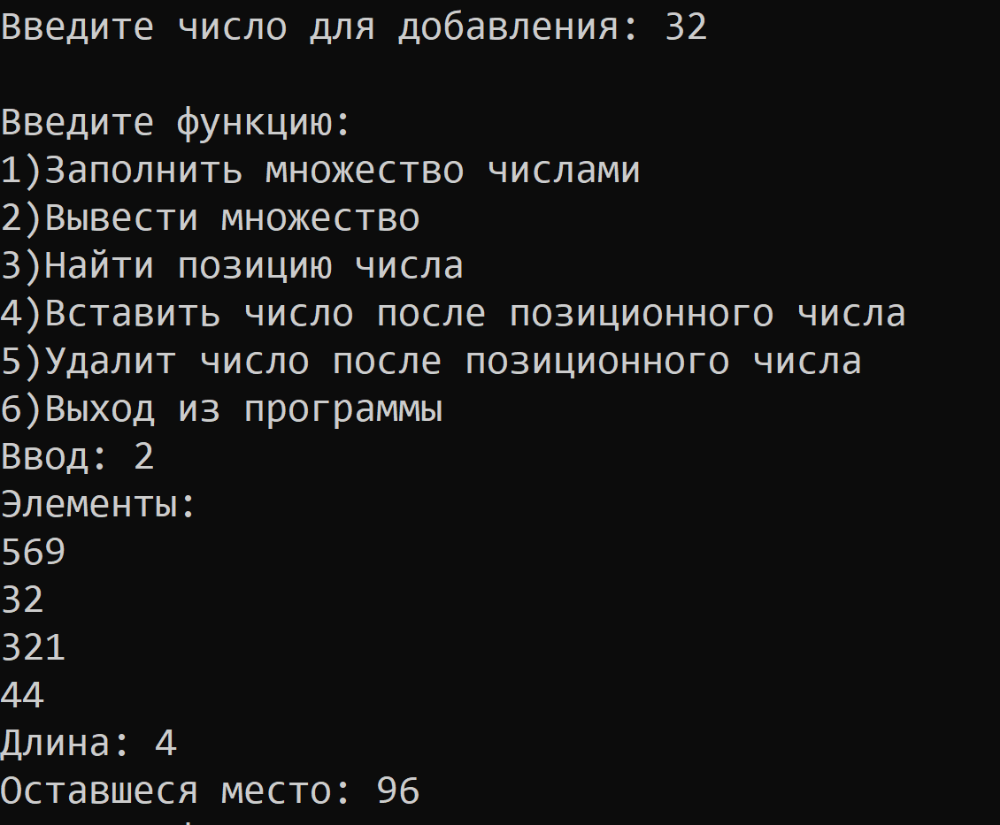 Введите число для добавления: 32
Введите функцию:
1)Заполнить множество числами
2)Вывести множество
3)Найти позицию числа
4)Вставить число после позиционного числа
5)Удалит число после позиционного числа
6)Выход из программы
Ввод: 2
Элементы:
569
32
321
44
Длина: 4
Оставшеся место: 96